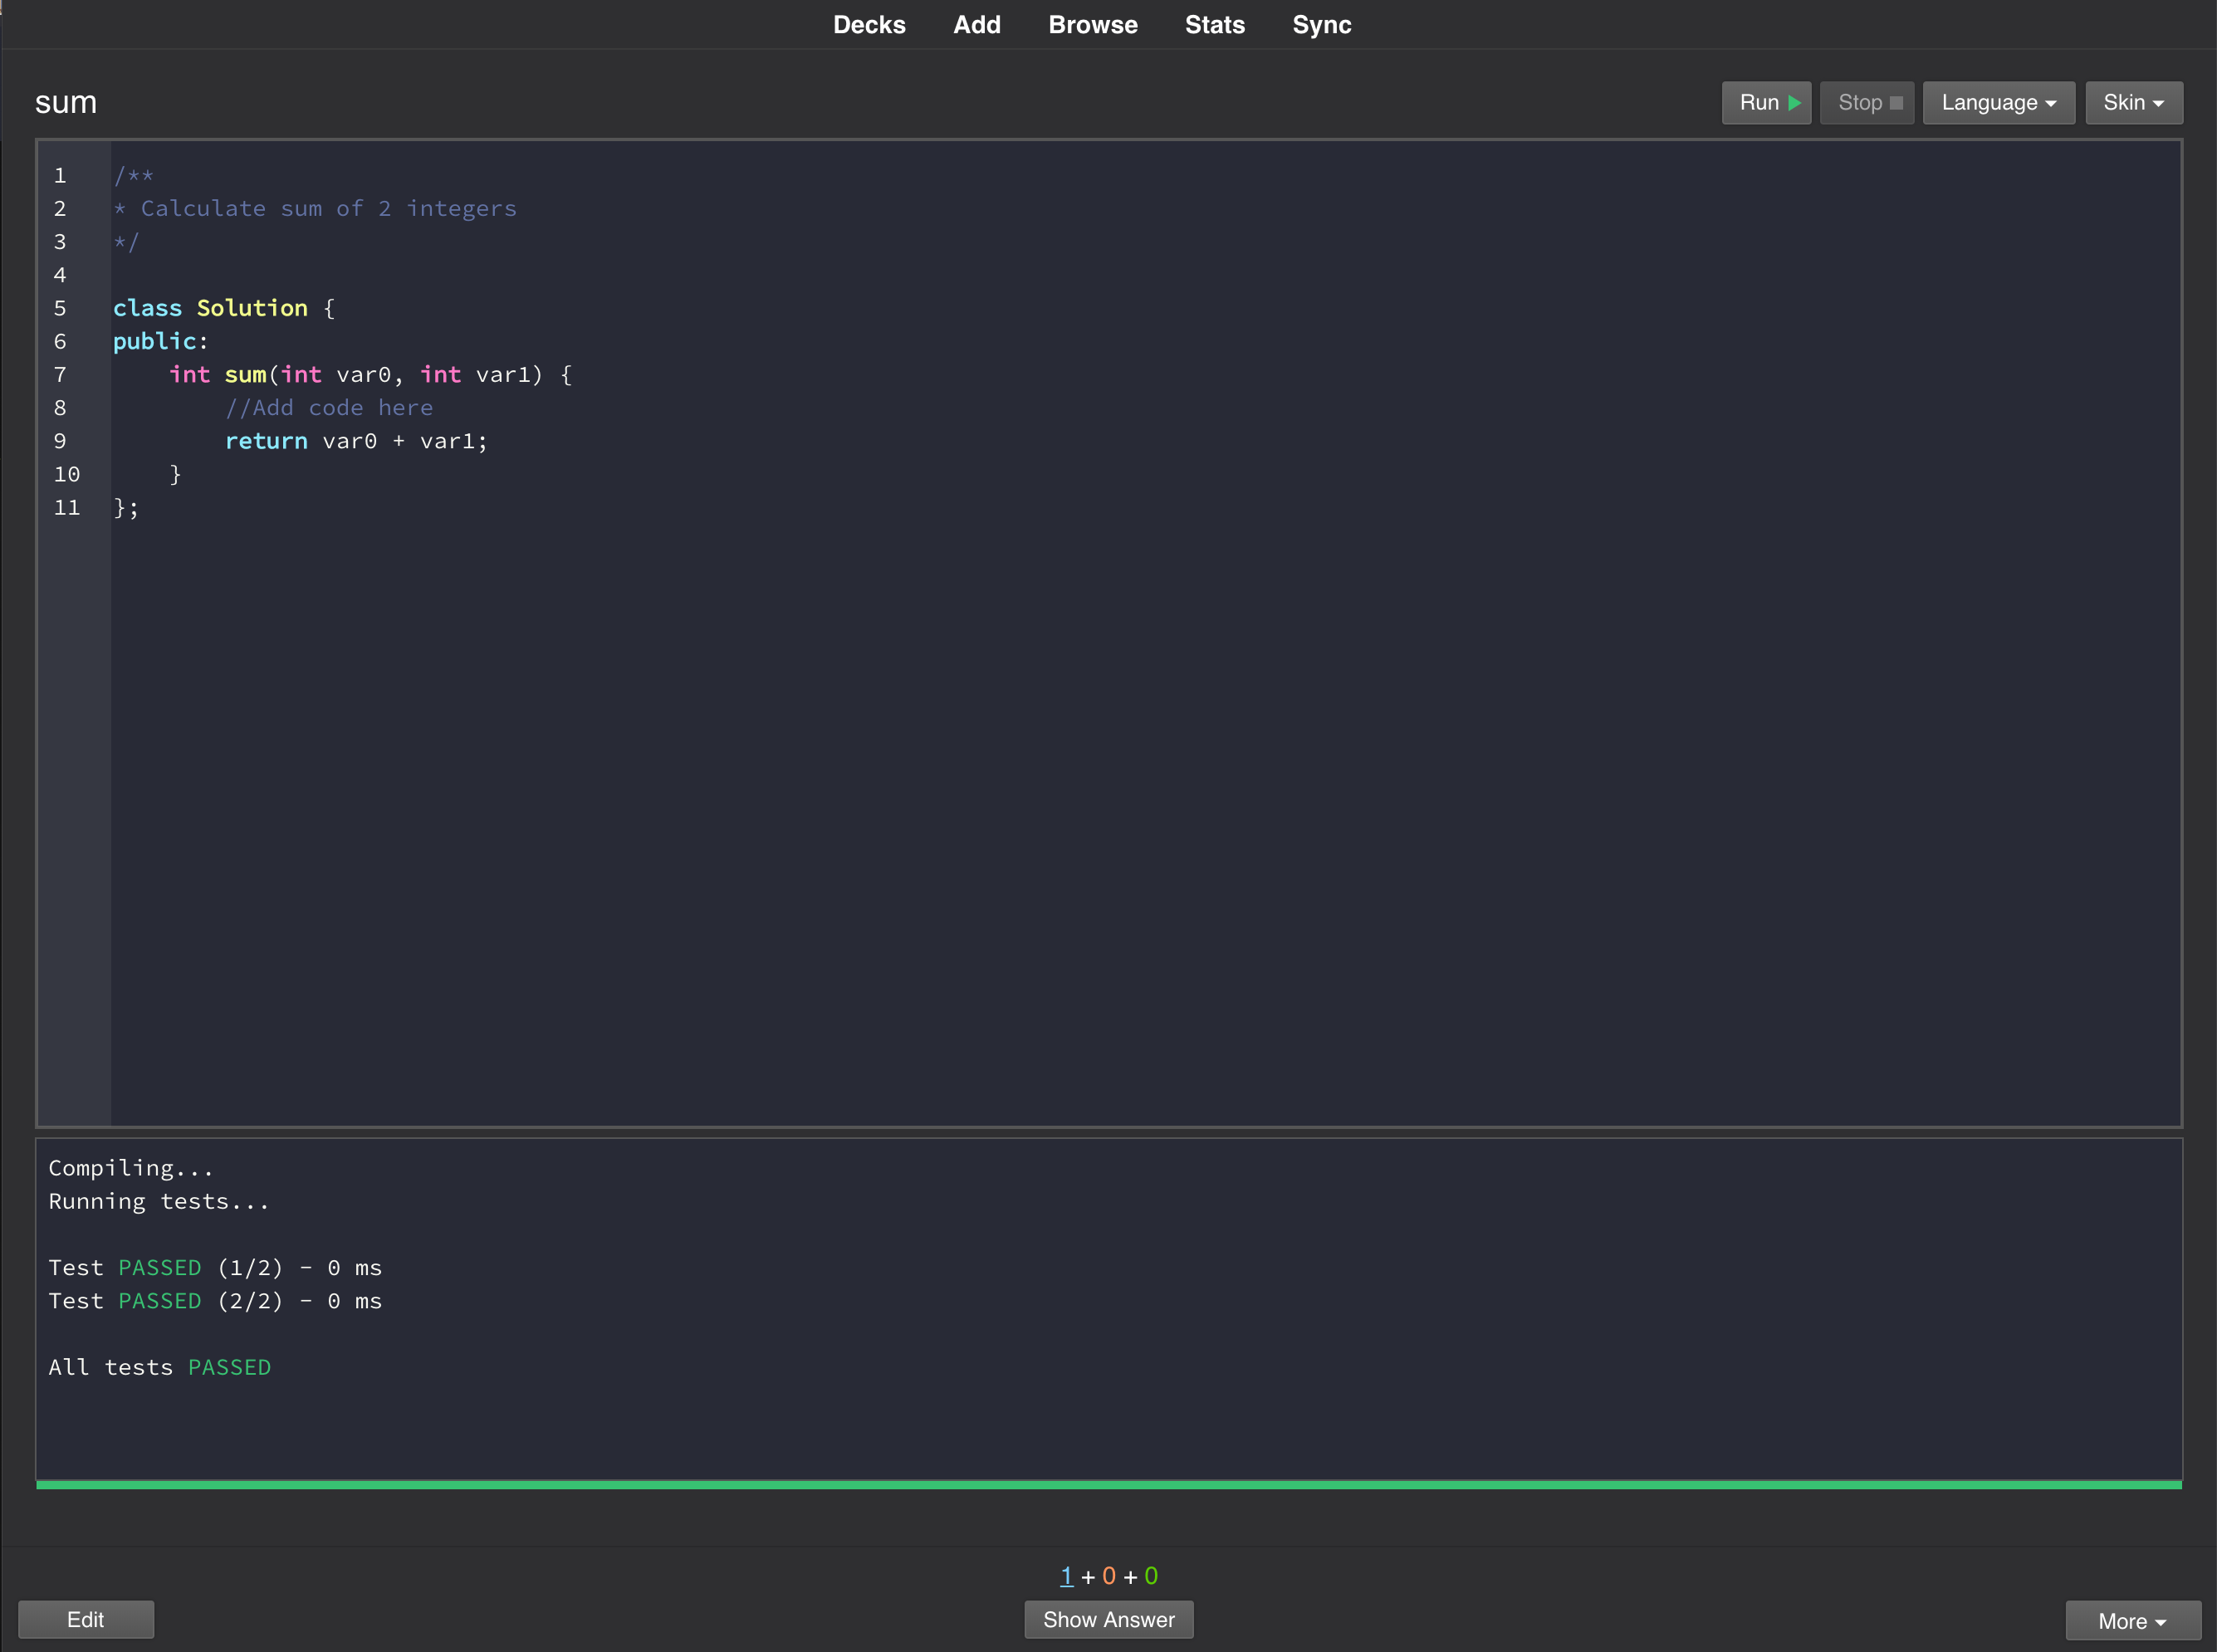 Decks Add Browse Stats Sync
sum
Run Stop Language Skin
1 /**
2 * Calculate sum of 2 integers
3 */
4
5 class Solution {
6 public:
7     int sum(int var0, int var1) {
8         //Add code here
9         return var0 + var1;
10     }
11 };
Compiling...
Running tests...
Test PASSED (1/2) - 0 ms
Test PASSED (2/2) - 0 ms
All tests PASSED
1 + 0 + 0
Edit Show Answer More